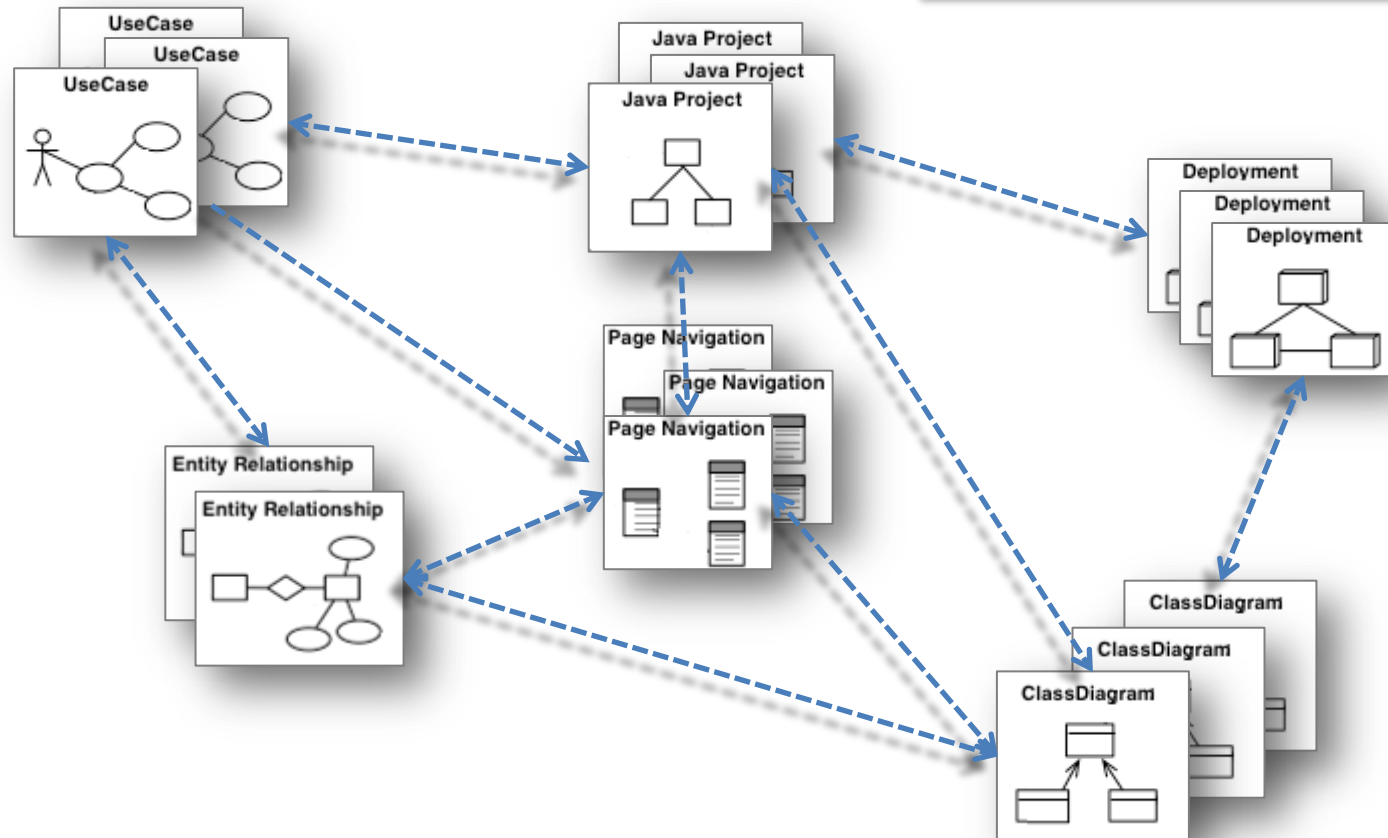 UseCase
UseCase
UseCase
Java Project
Java Project
Java Project
Deployment
Deployment
Deployment
Page Navigation
Page Navigation
Page Navigation
Entity Relationship
Entity Relationship
ClassDiagram
ClassDiagram
ClassDiagram